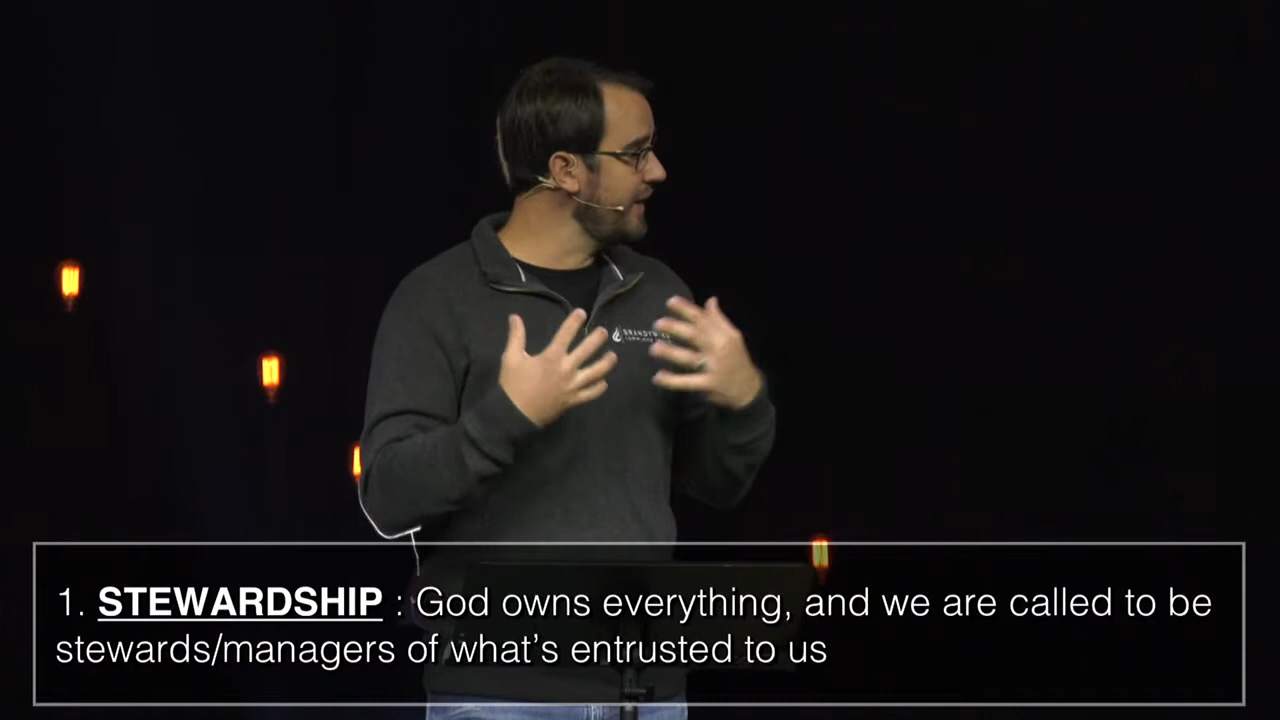 1. STEWARDSHIP : God owns everything, and we are called to be
stewards/managers of what's entrusted to us